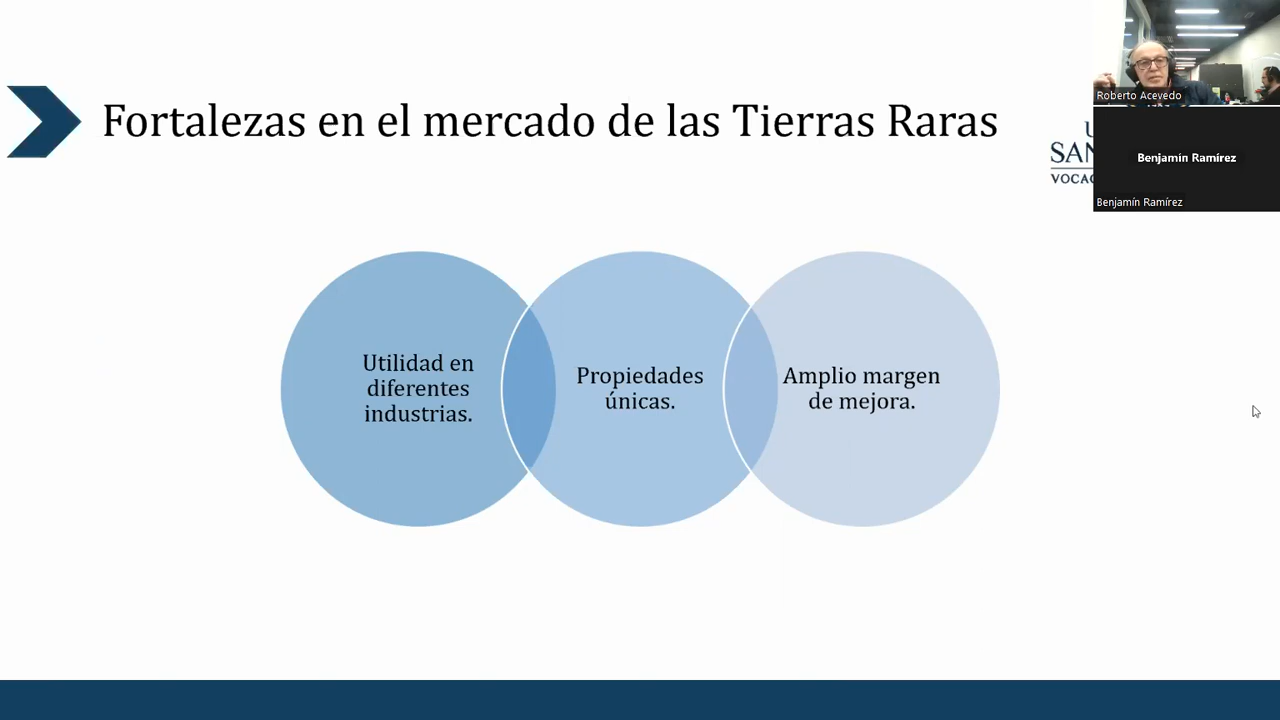 Fortalezas en el mercado de las Tierras Raras
Utilidad en
diferentes
industrias.
Propiedades
únicas.
Amplio margen
de mejora.
Roberto Acevedo
Benjamín Ramírez
Benjamín Ramírez